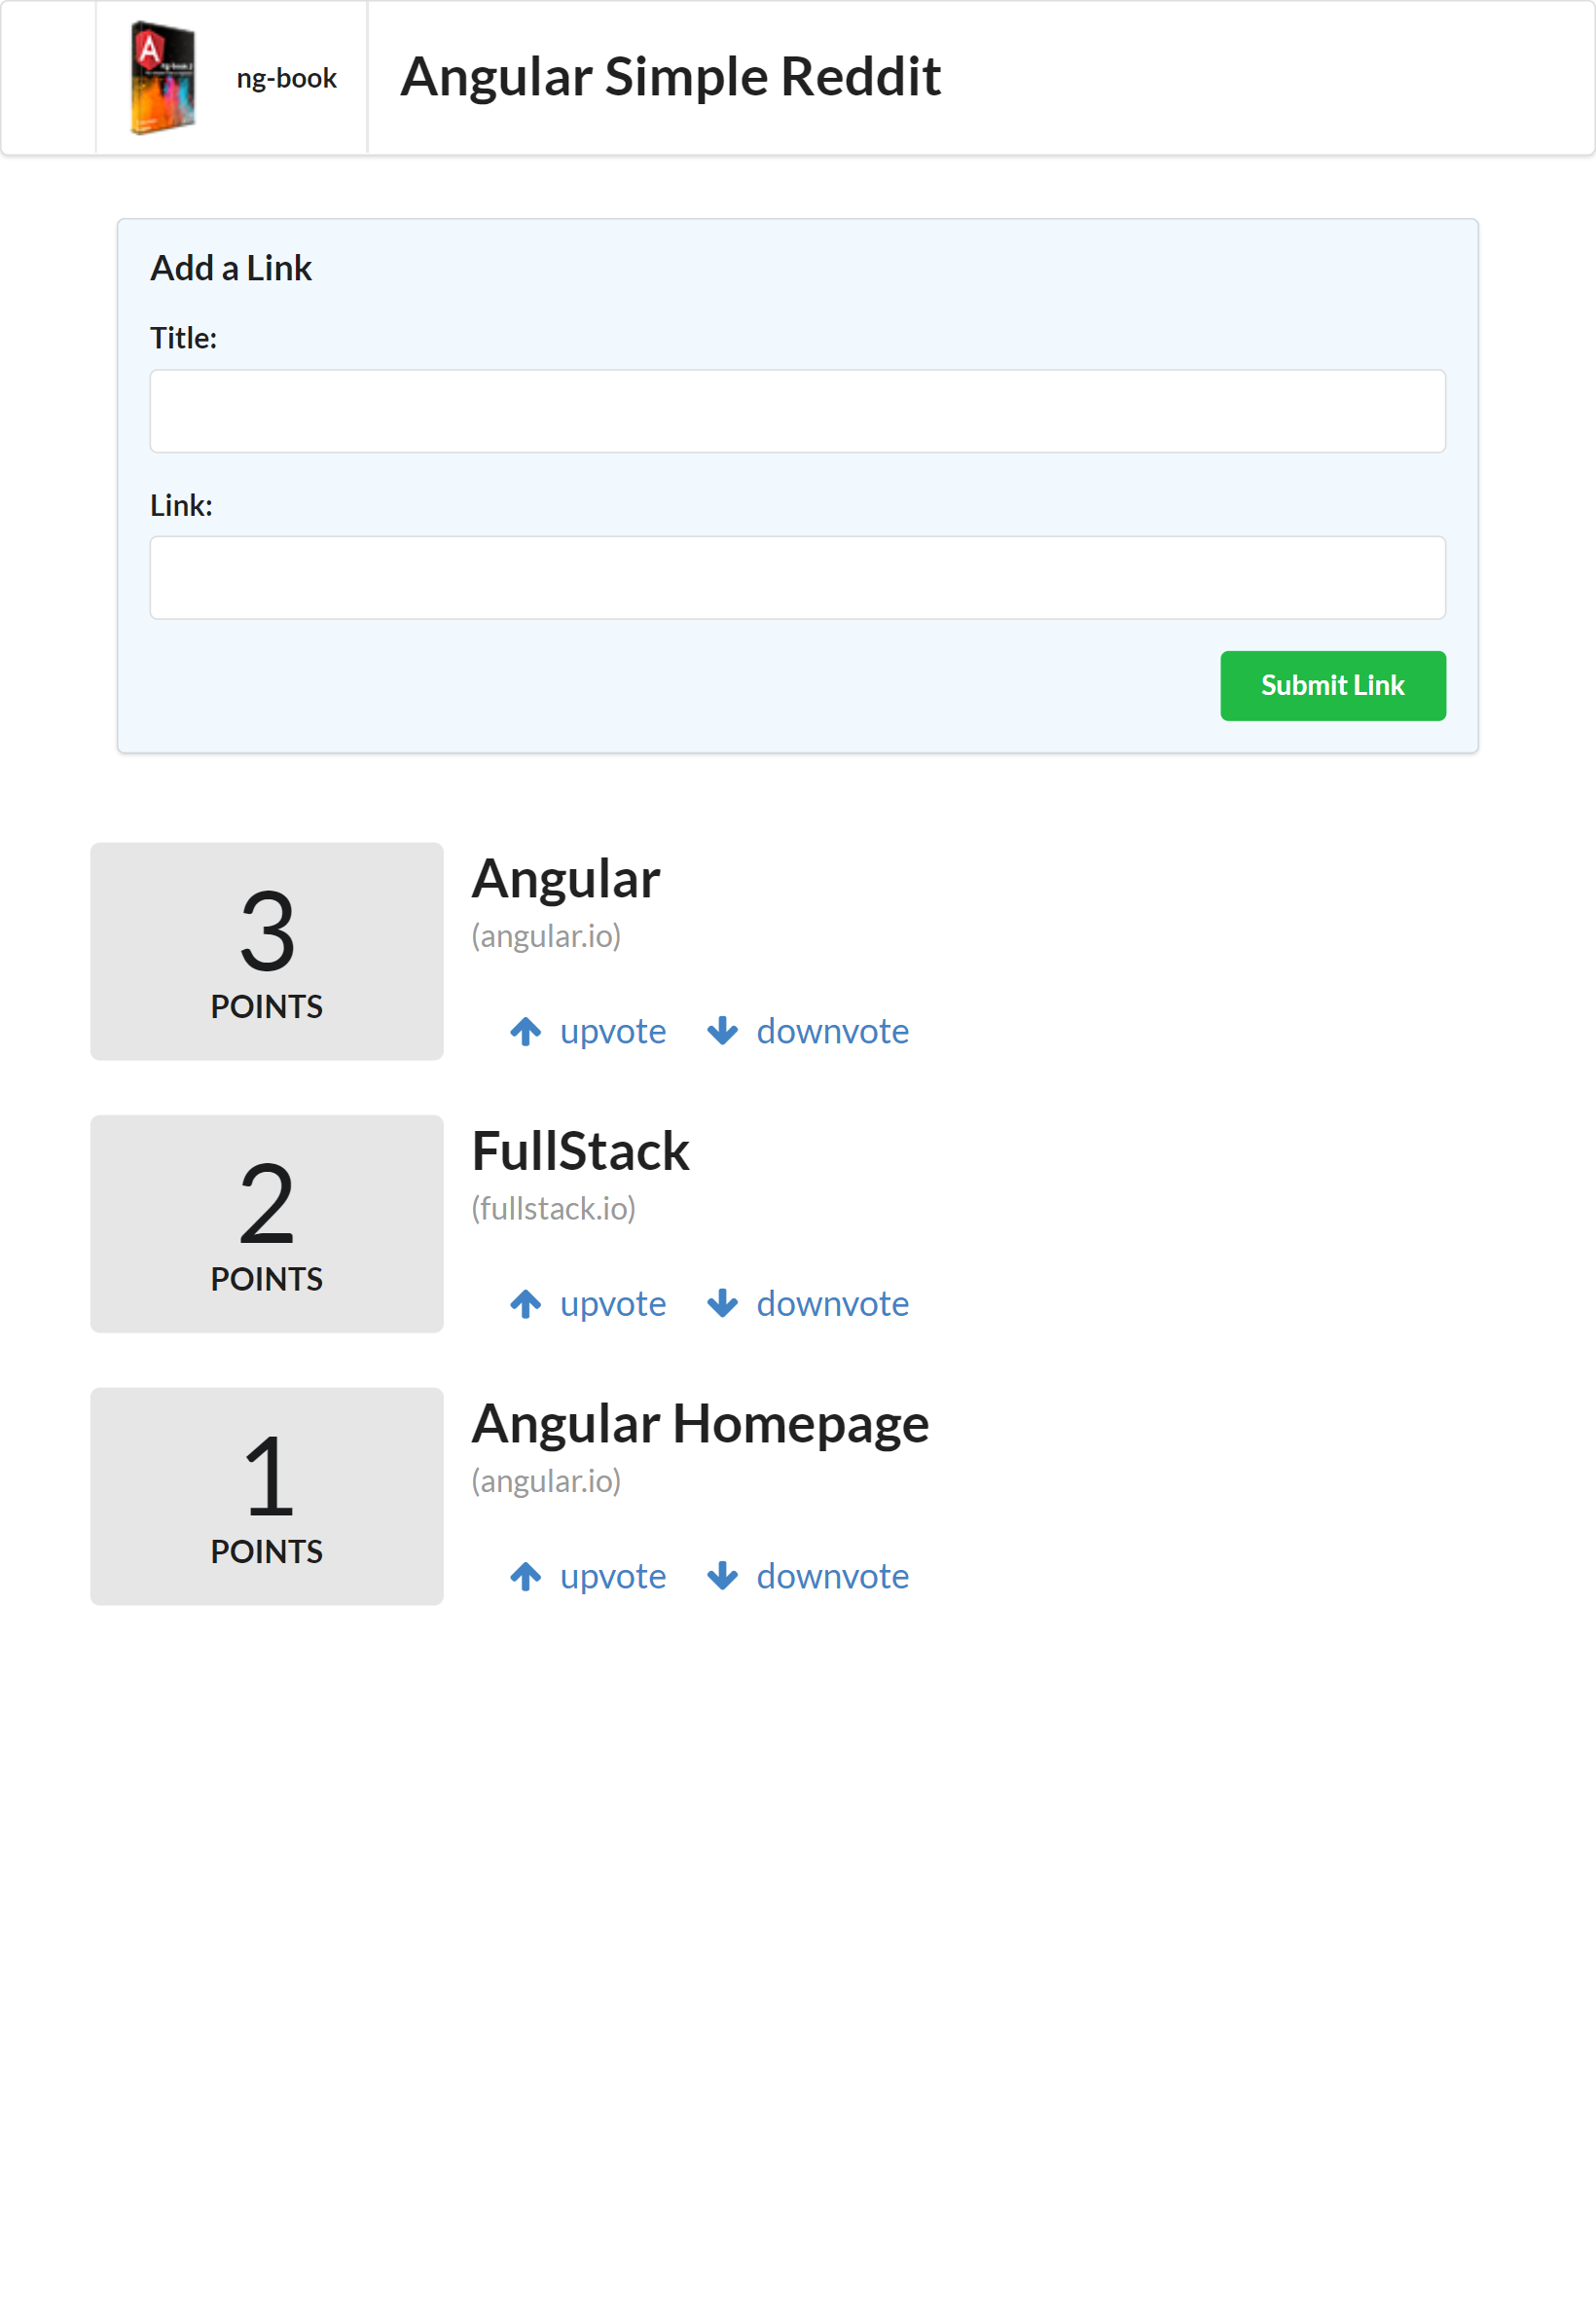 ng-book
Angular Simple Reddit
Add a Link
Title:
Link:
Submit Link
3
POINTS
Angular
(angular.io)
upvote downvote
2
POINTS
FullStack
(fullstack.io)
upvote downvote
1
POINTS
Angular Homepage
(angular.io)
upvote downvote